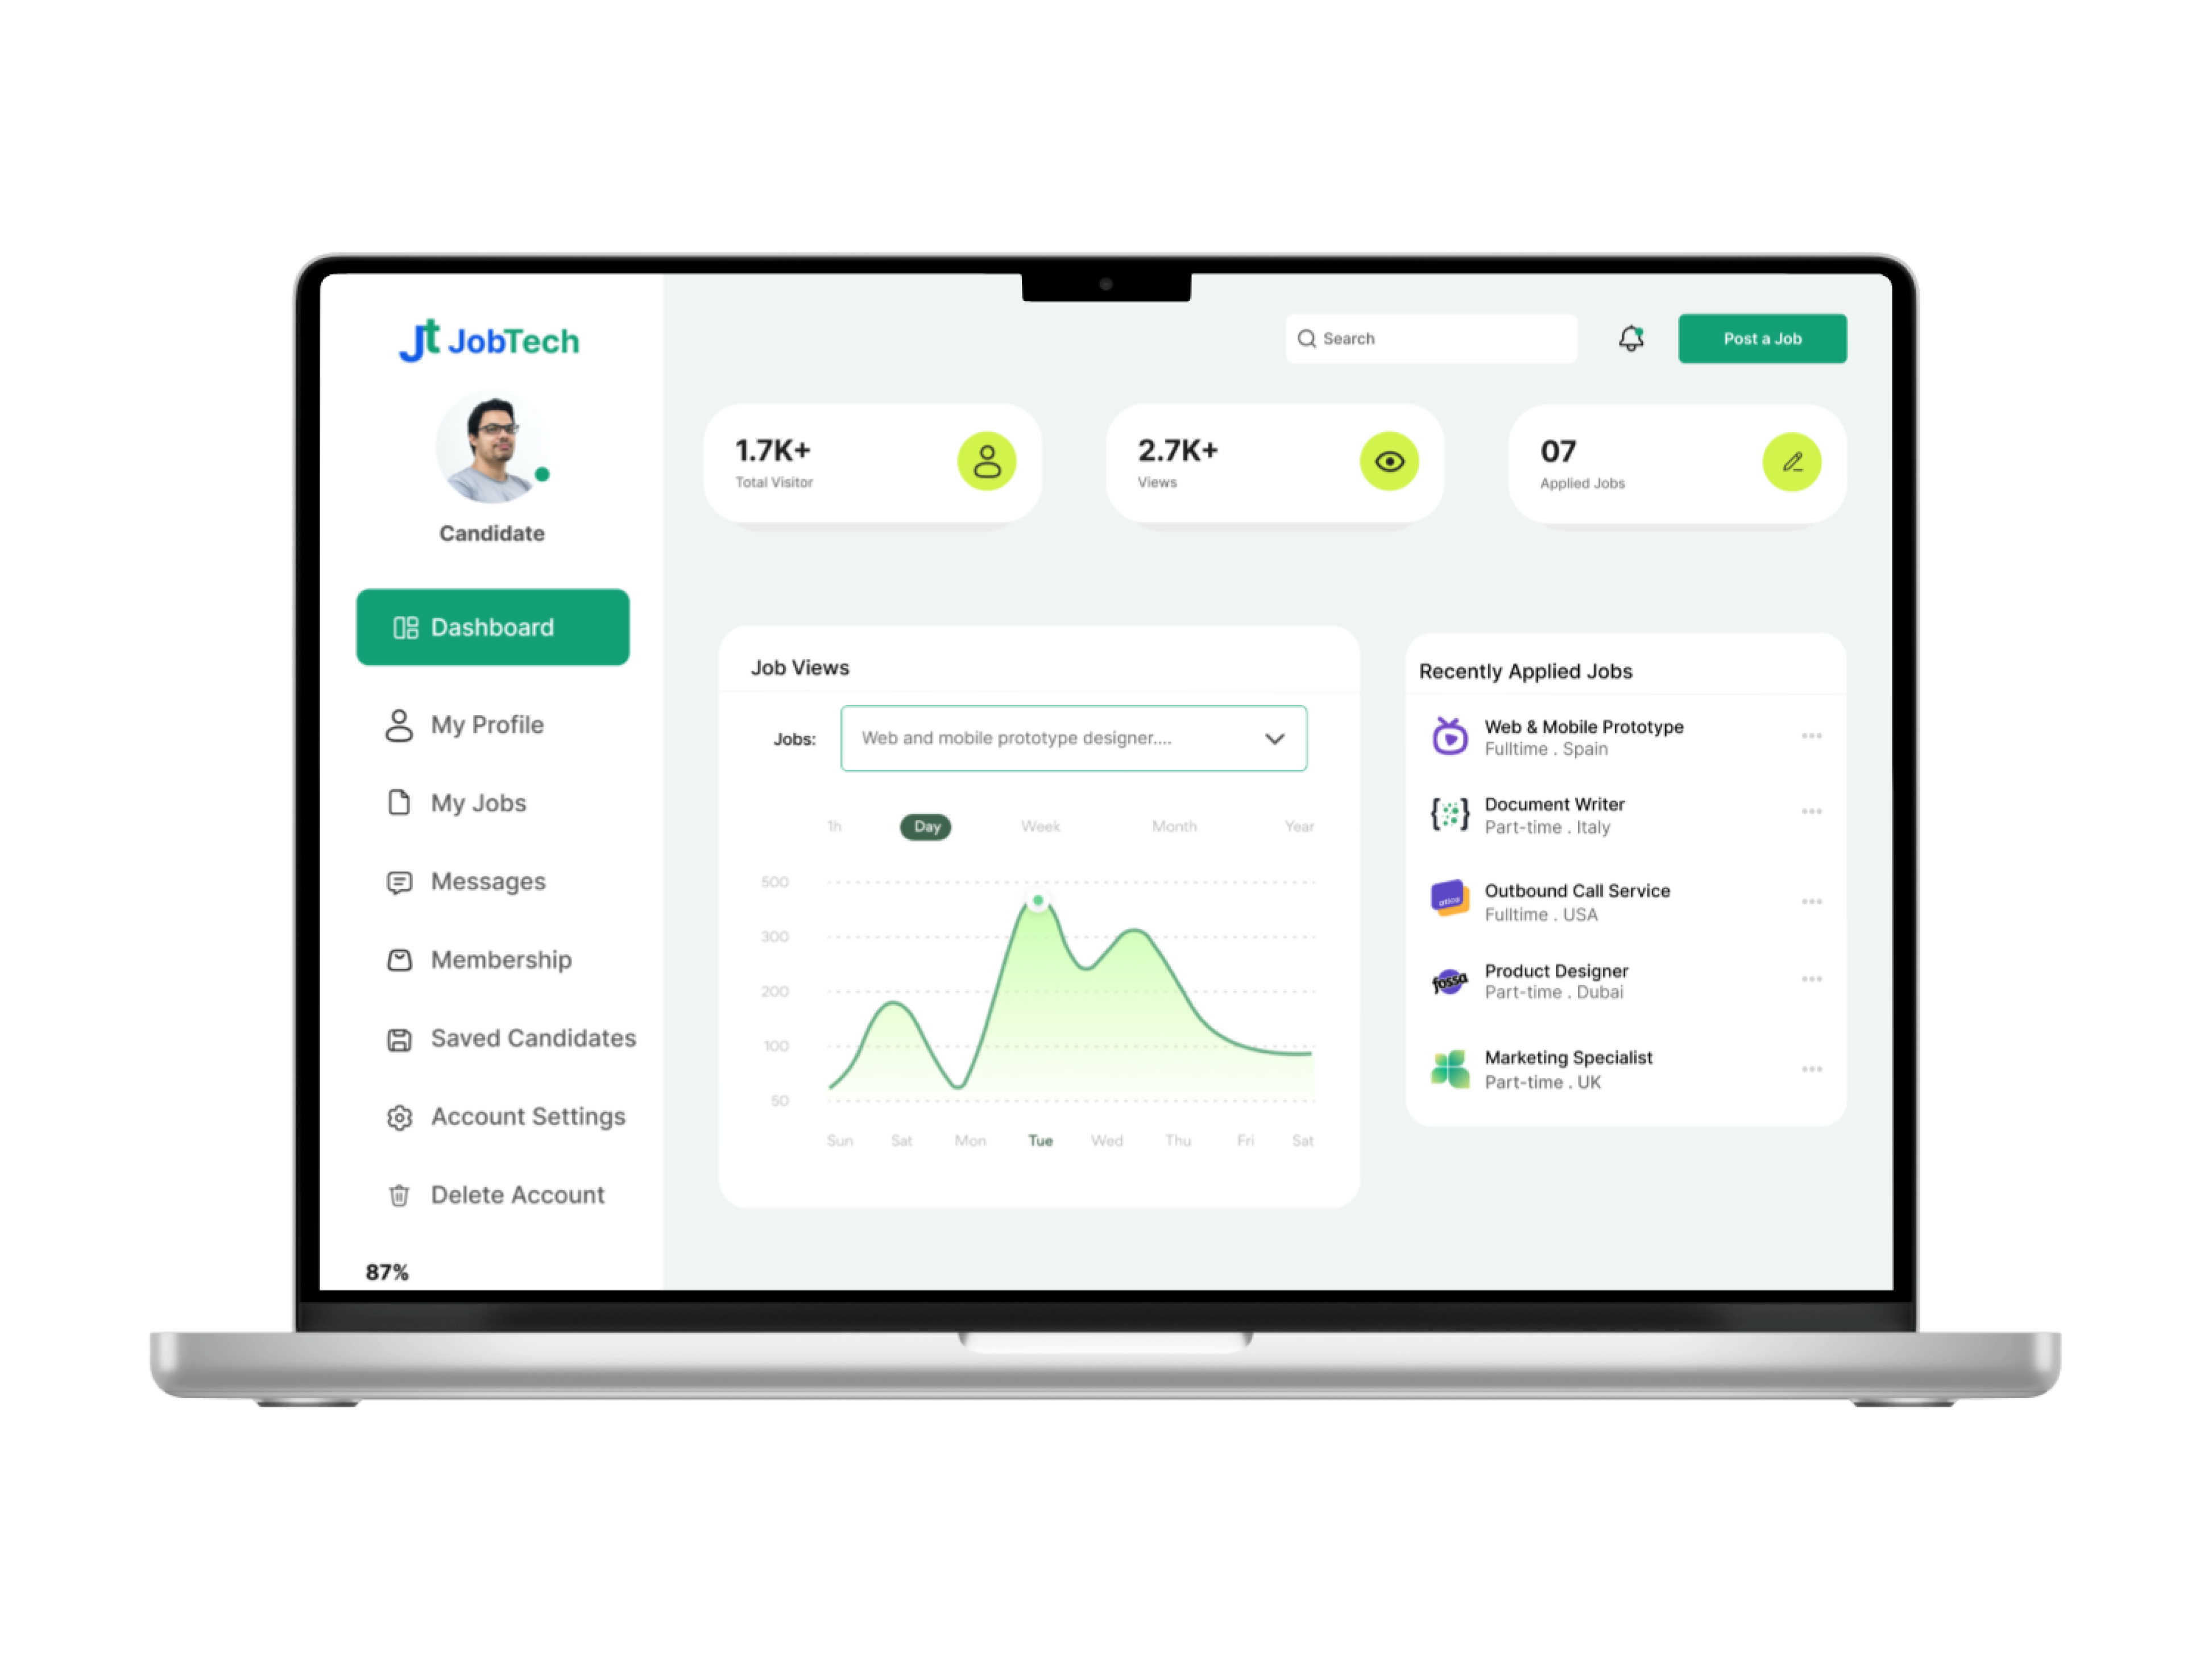 Jt JobTech
Candidate
Dashboard
My Profile
My Jobs
Messages
Membership
Saved Candidates
Account Settings
Delete Account
87%
Search
Post a Job
1.7K+
Total Visitor
2.7K+
Views
07
Applied Jobs
Job Views
Jobs: Web and mobile prototype designer....
1h Day Week Month Year
500
300
200
100
50
Sun Sat Mon Tue Wed Thu Fri Sat
Recently Applied Jobs
Web & Mobile Prototype
Fulltime . Spain
Document Writer
Part-time . Italy
otico
Outbound Call Service
Fulltime . USA
fossa
Product Designer
Part-time . Dubai
Marketing Specialist
Part-time . UK